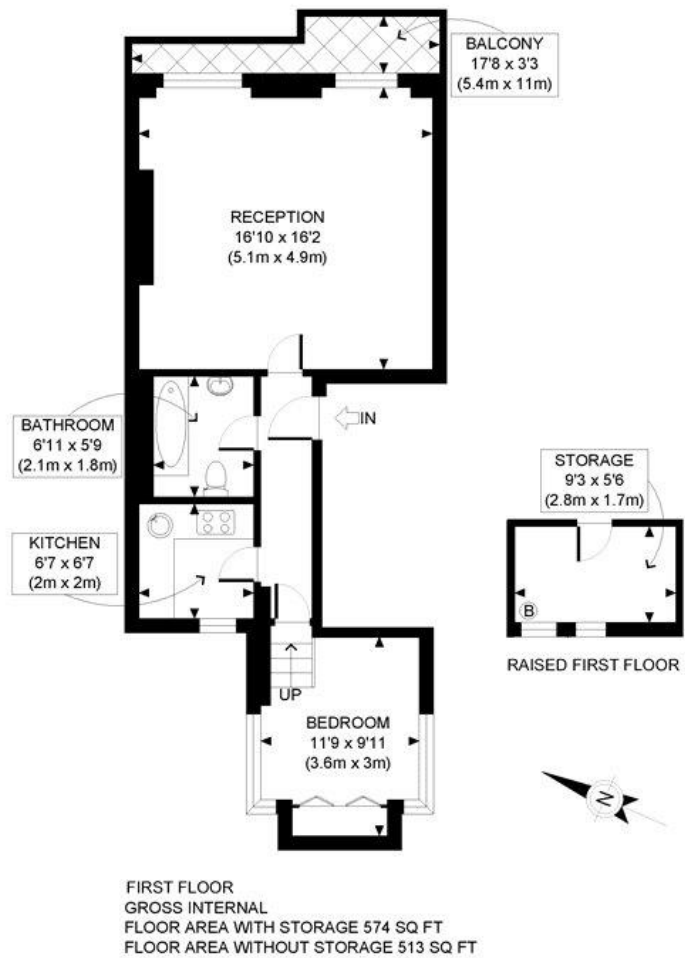 BALCONY
17'8 x 3'3
(5.4m x 11m)
RECEPTION
16'10 x 16'2
(5.1m x 4.9m)
IN
BATHROOM
6'11 x 5'9
(2.1m x 1.8m)
STORAGE
9'3 x 5'6
(2.8m x 1.7m)
KITCHEN
6'7 x 6'7
(2m x 2m)
B
RAISED FIRST FLOOR
UP
BEDROOM
11'9 x 9'11
(3.6m x 3m)
N
FIRST FLOOR
GROSS INTERNAL
FLOOR AREA WITH STORAGE 574 SQ FT
FLOOR AREA WITHOUT STORAGE 513 SQ FT